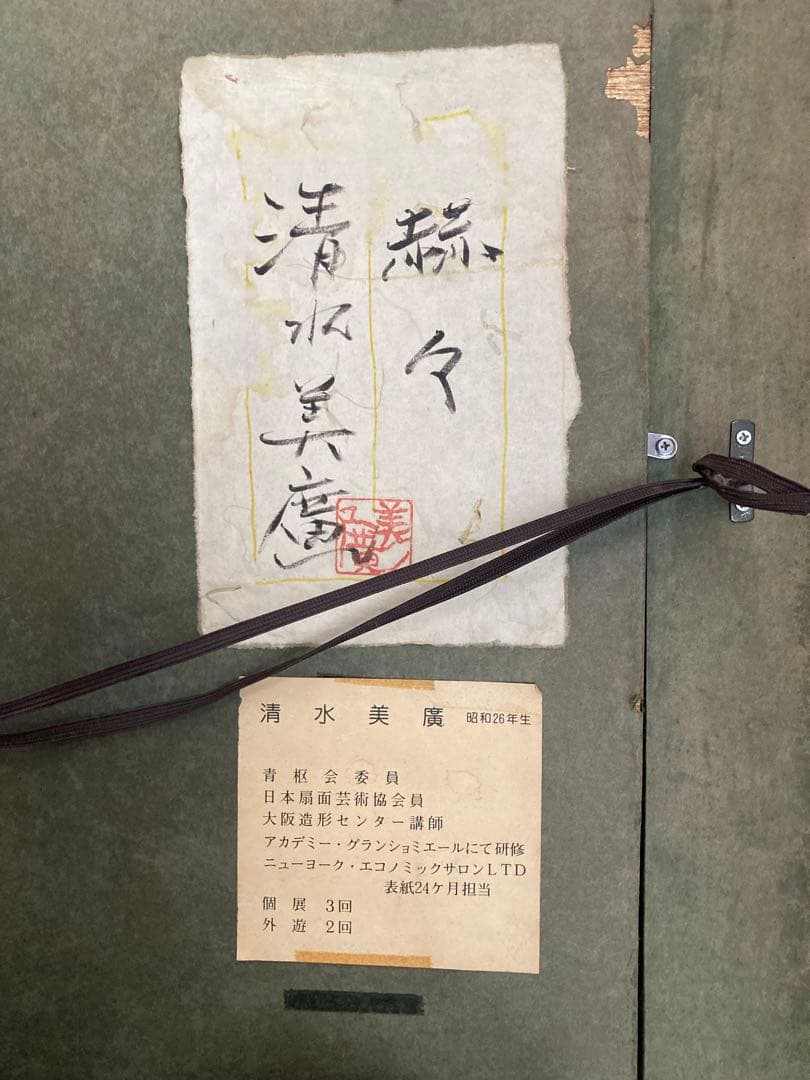 赫々
清水美廣
清水美廣 昭和26年生
青枢会委員
日本扇面芸術協会員
大阪造形センター講師
アカデミー・グランショミエールにて研修
ニューヨーク・エコノミックサロンLTD
表紙24ケ月担当
個展 3回
外遊 2回